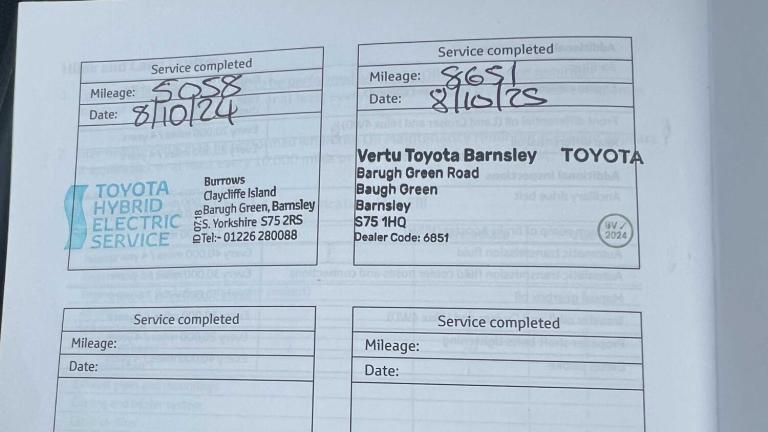 Service completed
Mileage: 5058
Date: 8/10/24
TOYOTA
HYBRID
ELECTRIC
SERVICE
Burrows
Claycliffe Island
Barugh Green, Barnsley
S. Yorkshire S75 2RS
Tel:- 01226 280088
Service completed
Mileage: 8651
Date: 8/10/25
Vertu Toyota Barnsley TOYOTA
Barugh Green Road
Baugh Green
Barnsley
S75 1HQ
Dealer Code: 6851
2024
Service completed
Mileage:
Date:
Service completed
Mileage:
Date: